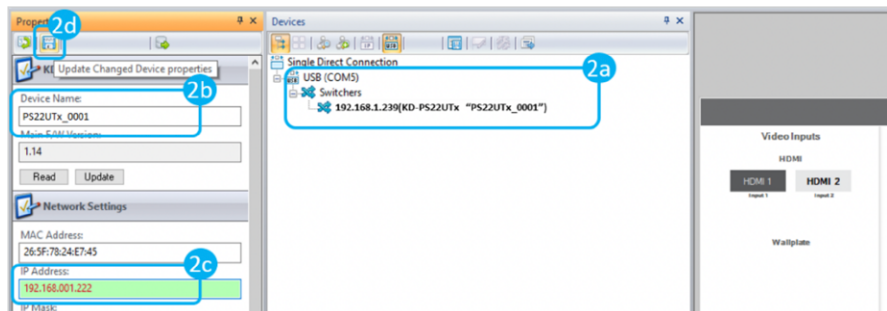 Propert
2d
Update Changed Device properties
2b
Device Name:
PS22UTx_0001
Main F/W Version:
1.14
Read Update
Network Settings
MAC Address:
26:5F:78:24:E7:45
2c
IP Address:
192.168.001.222
IP Mask:
Devices
Single Direct Connection
2a
USB (COM5)
Switchers
192.168.1.239(KD-PS22UTx "PS22UTx_0001")
Video Inputs
HDMI
HDMI 1 HDMI 2
Input 1 Input 2
Wallplate